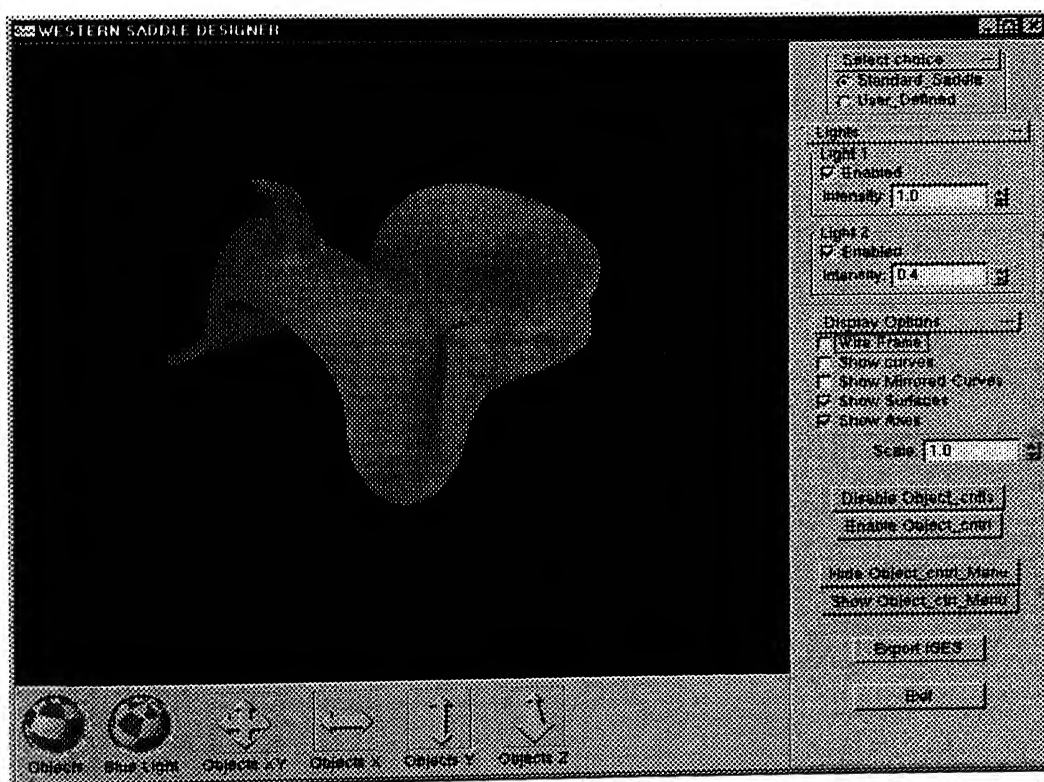 WESTERN SADDLE DESIGNER
Select choice
Standard_Saddle
User_Defined
Lights
Light 1
Enabled
Intensity: 1.0
Light 2
Enabled
Intensity: 0.4
Display Options
Wire Frame
Show curves
Show Mirrored Curves
Show Surfaces
Show Axes
Scale: 1.0
Disable Object_cntls
Enable Object_cntrl
Hide Object_cntrl_Menu
Show Object_ctrl_Menu
Export IGES
Exit
Objects Blue Light Objects XY Objects X Objects Y Objects Z